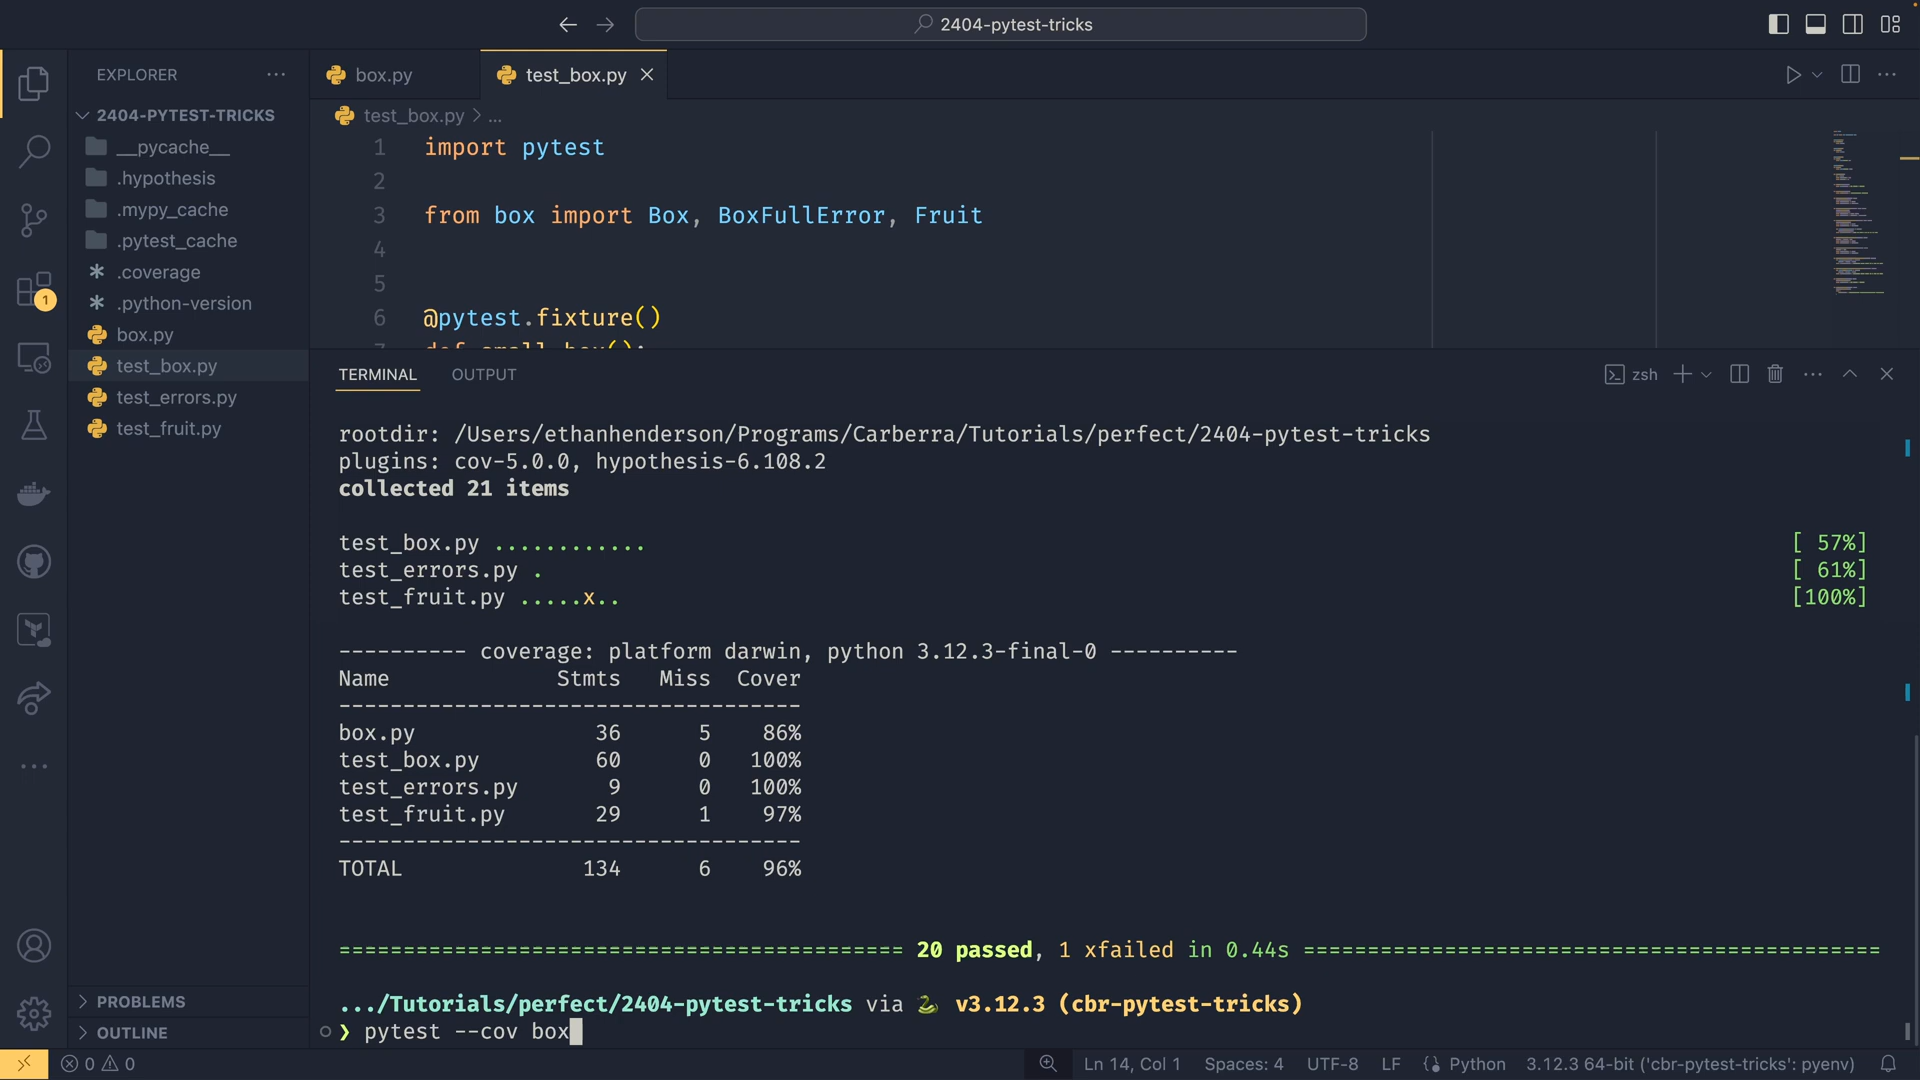 2404-pytest-tricks
EXPLORER
2404-PYTEST-TRICKS
__pycache__
.hypothesis
.mypy_cache
.pytest_cache
.coverage
.python-version
box.py
test_box.py
test_errors.py
test_fruit.py
1
PROBLEMS
OUTLINE
box.py
test_box.py
test_box.py > ...
1 import pytest
2
3 from box import Box, BoxFullError, Fruit
4
5
6 @pytest.fixture()
7 def small_box():
TERMINAL
OUTPUT
zsh
rootdir: /Users/ethanhenderson/Programs/Carberra/Tutorials/perfect/2404-pytest-tricks
plugins: cov-5.0.0, hypothesis-6.108.2
collected 21 items
test_box.py ............ [ 57%]
test_errors.py . [ 61%]
test_fruit.py .....x.. [100%]
---------- coverage: platform darwin, python 3.12.3-final-0 ----------
Name Stmts Miss Cover
------------------------------------
box.py 36 5 86%
test_box.py 60 0 100%
test_errors.py 9 0 100%
test_fruit.py 29 1 97%
------------------------------------
TOTAL 134 6 96%
============================================ 20 passed, 1 xfailed in 0.44s =============================================
.../Tutorials/perfect/2404-pytest-tricks via 🐍 v3.12.3 (cbr-pytest-tricks)
❯ pytest --cov box
0 0
Ln 14, Col 1
Spaces: 4
UTF-8
LF
Python
3.12.3 64-bit ('cbr-pytest-tricks': pyenv)